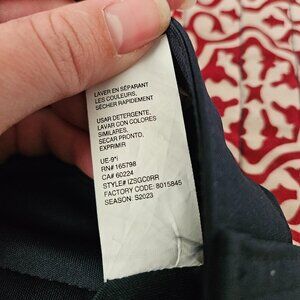 LAVER EN SÉPARANT
LES COULEURS,
SÉCHER RAPIDEMENT
USAR DETERGENTE,
LAVAR CON COLORES
SIMILARES,
SECAR PRONTO,
EXPRIMIR
UE-9*I
RN# 165798
CA# 60224
STYLE# IZSGC0RR
FACTORY CODE: 8015845
SEASON: S2023